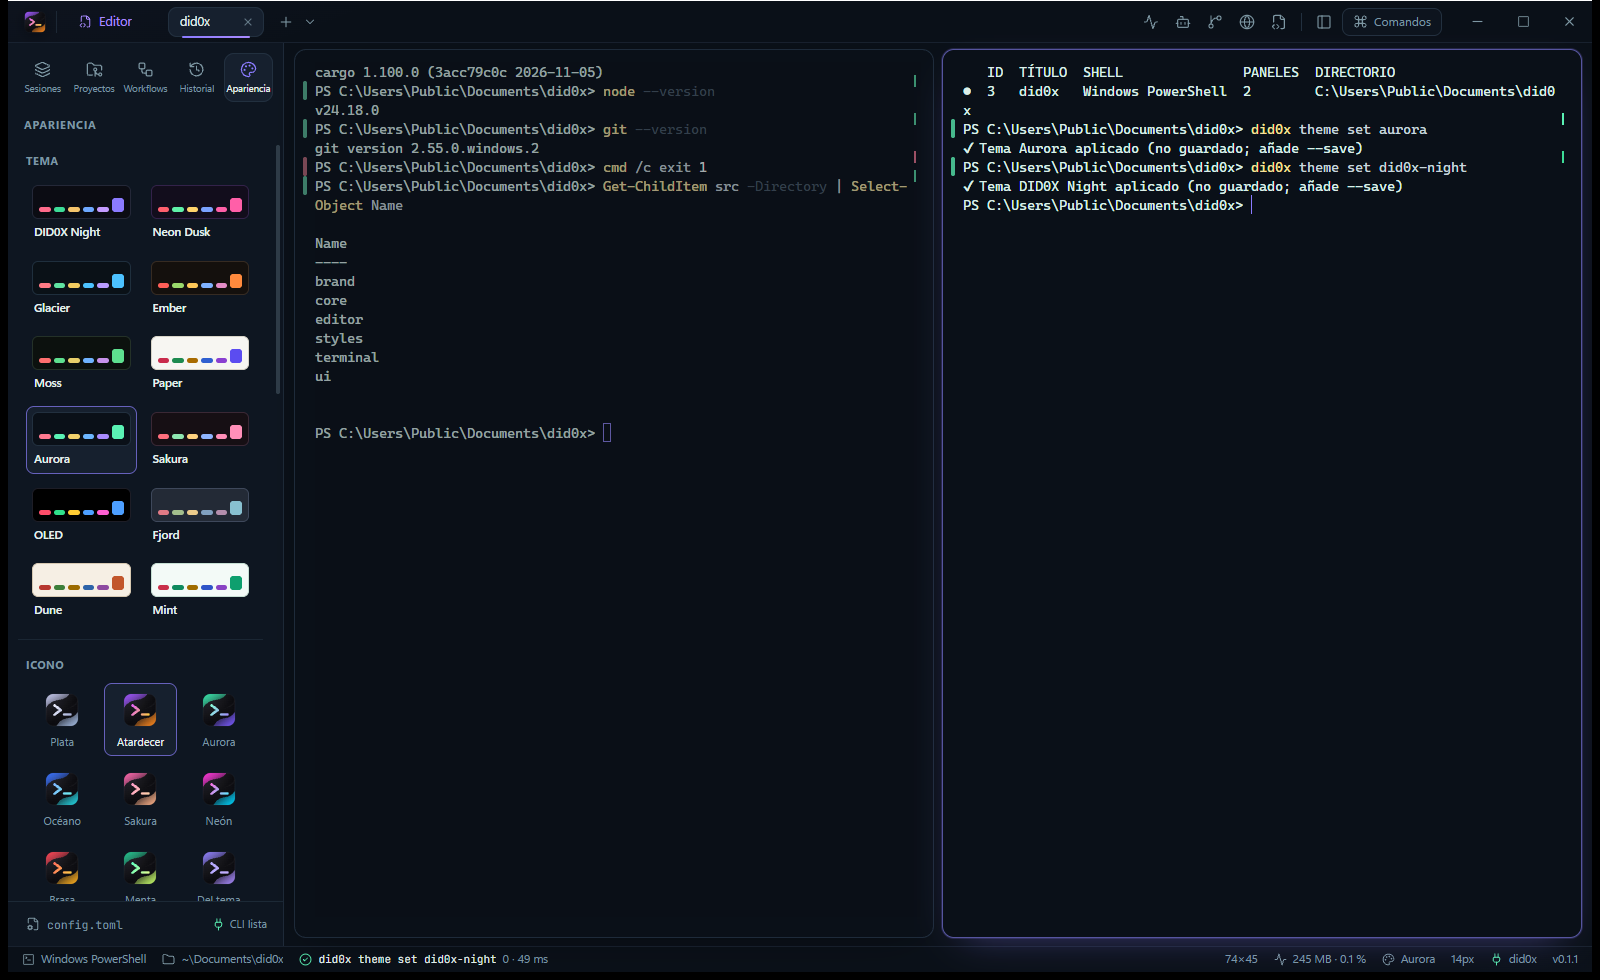 Editor
did0x
Comandos
Sesiones
Proyectos
Workflows
Historial
Apariencia
APARIENCIA
TEMA
DID0X Night
Neon Dusk
Glacier
Ember
Moss
Paper
Aurora
Sakura
OLED
Fjord
Dune
Mint
ICONO
Plata
Atardecer
Aurora
Océano
Sakura
Neón
Brasa
Menta
Del tema
config.toml
CLI lista
cargo 1.100.0 (3acc79c0c 2026-11-05)
PS C:\Users\Public\Documents\did0x> node --version
v24.18.0
PS C:\Users\Public\Documents\did0x> git --version
git version 2.55.0.windows.2
PS C:\Users\Public\Documents\did0x> cmd /c exit 1
PS C:\Users\Public\Documents\did0x> Get-ChildItem src -Directory | Select-
Object Name
Name
----
brand
core
editor
styles
terminal
ui
PS C:\Users\Public\Documents\did0x>
ID TÍTULO SHELL PANELES DIRECTORIO
● 3 did0x Windows PowerShell 2 C:\Users\Public\Documents\did0
x
PS C:\Users\Public\Documents\did0x> did0x theme set aurora
✓ Tema Aurora aplicado (no guardado; añade --save)
PS C:\Users\Public\Documents\did0x> did0x theme set did0x-night
✓ Tema DID0X Night aplicado (no guardado; añade --save)
PS C:\Users\Public\Documents\did0x>
Windows PowerShell
~\Documents\did0x
did0x theme set did0x-night 0 · 49 ms
74×45
245 MB · 0.1 %
Aurora
14px
did0x
v0.1.1